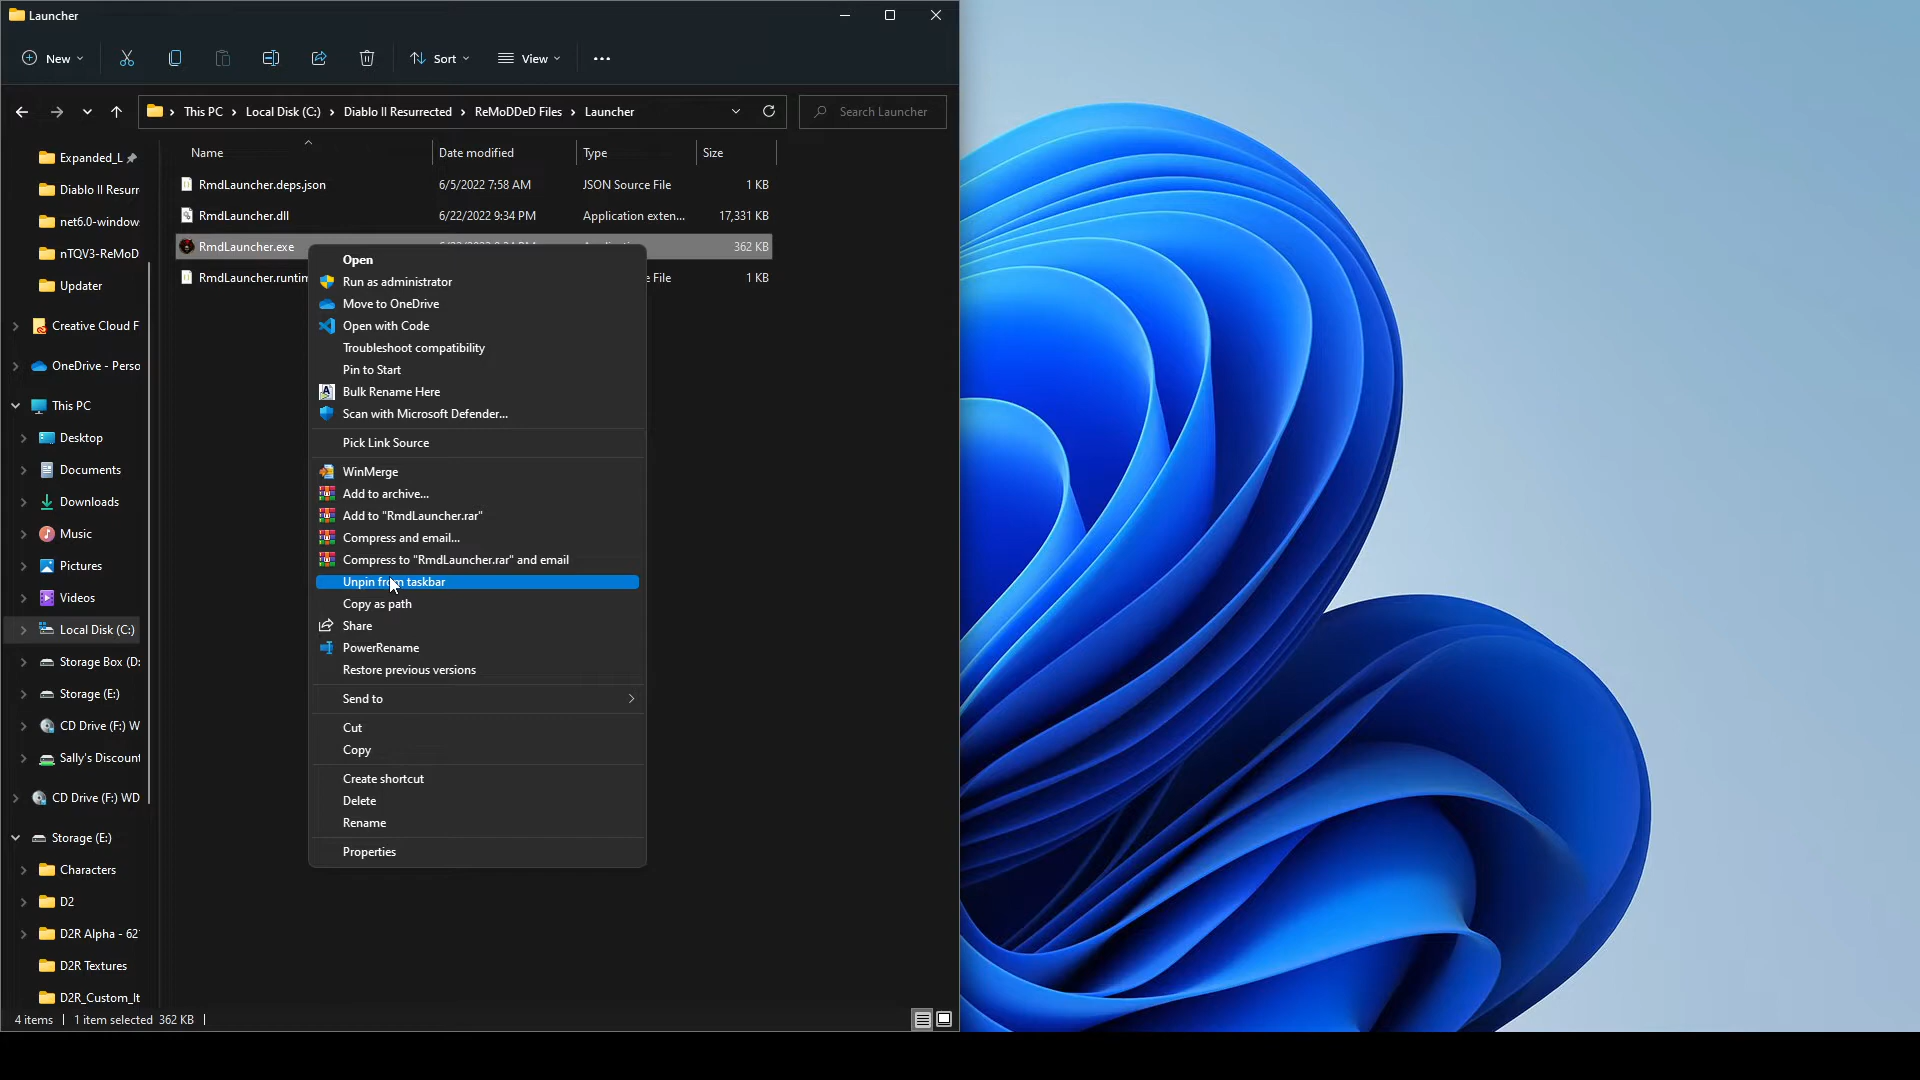 Launcher
New
Sort
View
This PC
Local Disk (C:)
Diablo II Resurrected
ReMoDDeD Files
Launcher
Search Launcher
Name
Date modified
Type
Size
RmdLauncher.deps.json 6/5/2022 7:58 AM JSON Source File 1 KB
RmdLauncher.dll 6/22/2022 9:34 PM Application exten... 17,331 KB
RmdLauncher.exe 362 KB
RmdLauncher.runtim File 1 KB
Open
Run as administrator
Move to OneDrive
Open with Code
Troubleshoot compatibility
Pin to Start
Bulk Rename Here
Scan with Microsoft Defender...
Pick Link Source
WinMerge
Add to archive...
Add to "RmdLauncher.rar"
Compress and email...
Compress to "RmdLauncher.rar" and email
Unpin from taskbar
Copy as path
Share
PowerRename
Restore previous versions
Send to
Cut
Copy
Create shortcut
Delete
Rename
Properties
Expanded_L
Diablo II Resurr
net6.0-window
nTQV3-ReMoD
Updater
Creative Cloud F
OneDrive - Perso
This PC
Desktop
Documents
Downloads
Music
Pictures
Videos
Local Disk (C:)
Storage Box (D:
Storage (E:)
CD Drive (F:) W
Sally's Discount
CD Drive (F:) WD
Storage (E:)
Characters
D2
D2R Alpha - 62
D2R Textures
D2R_Custom_It
4 items
1 item selected 362 KB